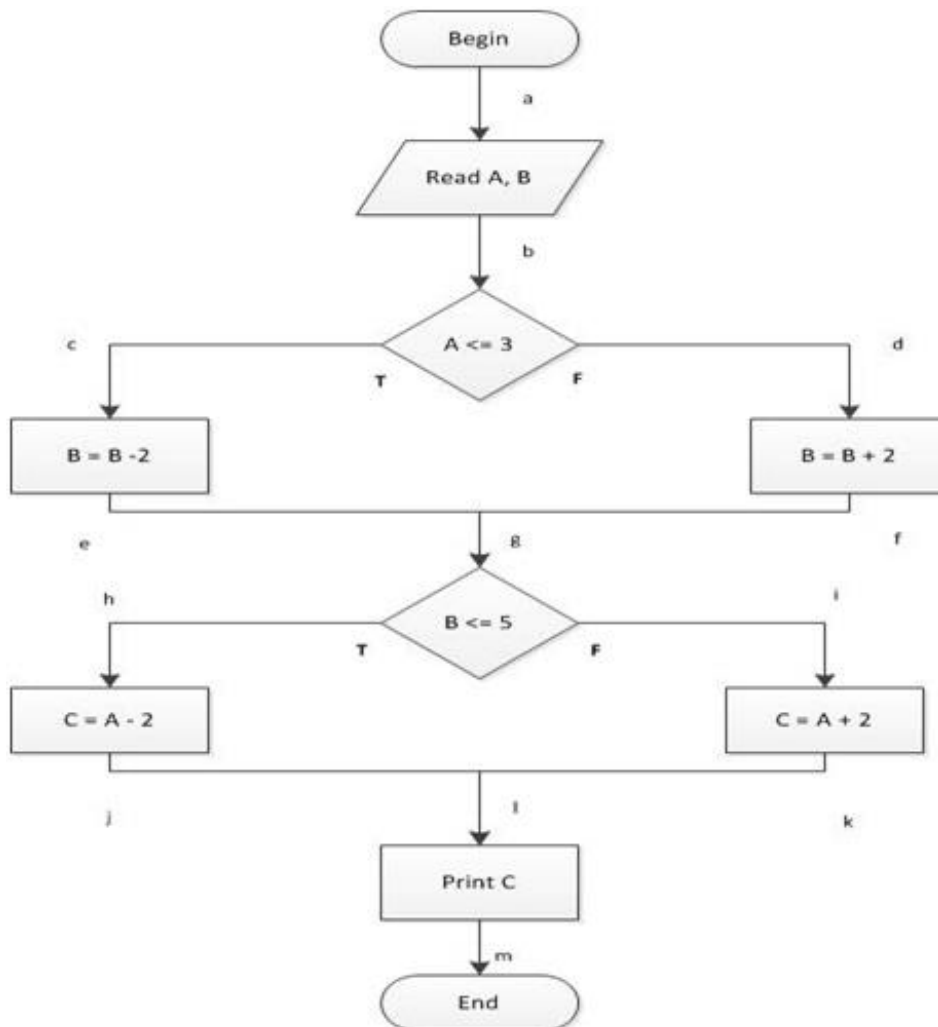 Begin
a
Read A, B
b
c
A <= 3
d
T
F
B = B -2
B = B + 2
e
g
f
h
i
B <= 5
T
F
C = A - 2
C = A + 2
j
l
k
Print C
m
End